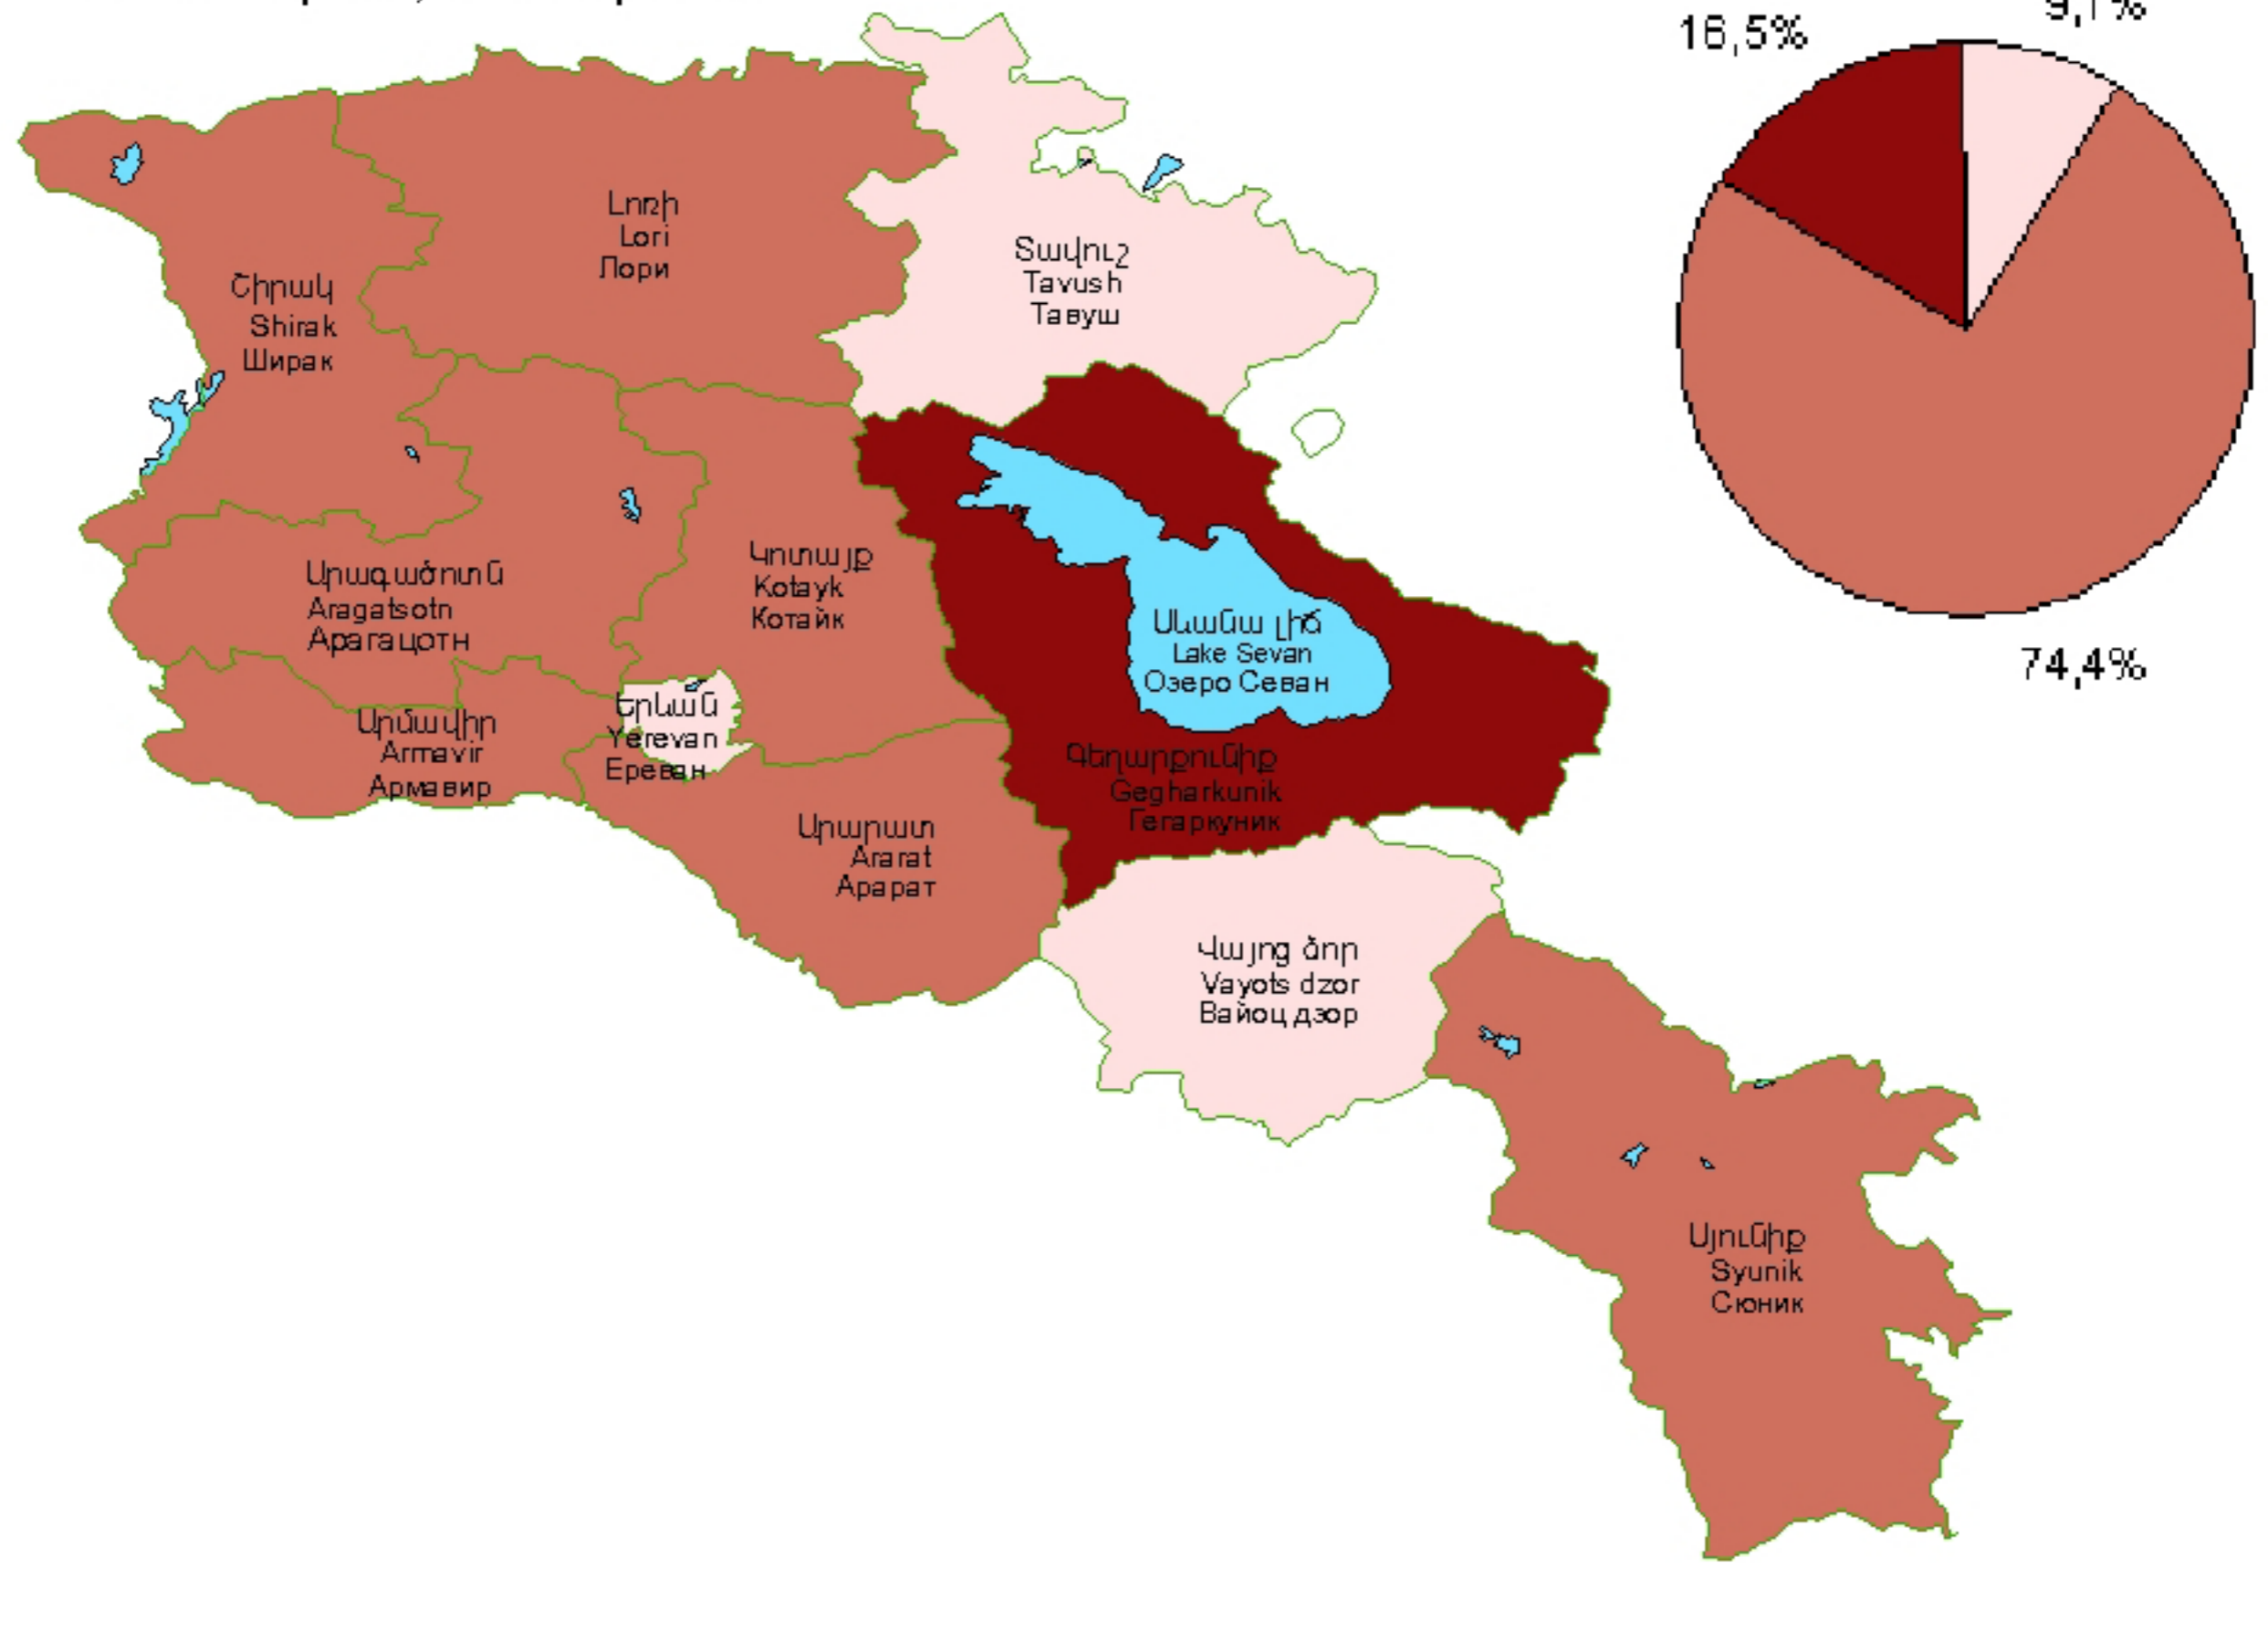 16,5%
9,1%
Լոռի
Lori
Лори
Տավուշ
Tavush
Тавуш
Շիրակ
Shirak
Ширак
Կոտայք
Kotayk
Котайк
Արագածոտն
Aragatsotn
Арагацотн
Սևանա լիճ
Lake Sevan
Озеро Севан
74,4%
Երևան
Yerevan
Ереван
Արմավիր
Armavir
Армавир
Գեղարքունիք
Gegharkunik
Гегаркуник
Արարատ
Ararat
Арарат
Վայոց ձոր
Vayots dzor
Вайоц дзор
Սյունիք
Syunik
Сюник